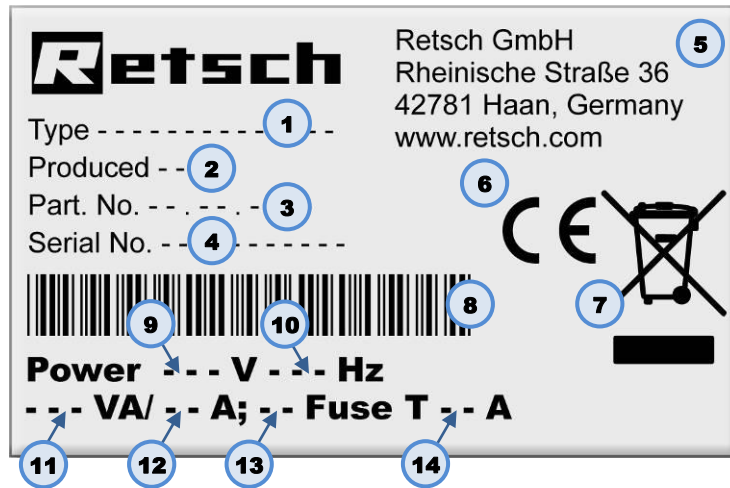 Retsch
Retsch GmbH
Rheinische Straße 36
42781 Haan, Germany
www.retsch.com
5
Type - - - - - - - - - - - - - - - 1
Produced - - 2
Part. No. - - . - - . - 3
Serial No. - - 4 - - - - - - -
6
CE
7
8
9
10
Power - - - V - - - Hz
- - - VA/ - - A; - - Fuse T - - A
11
12
13
14